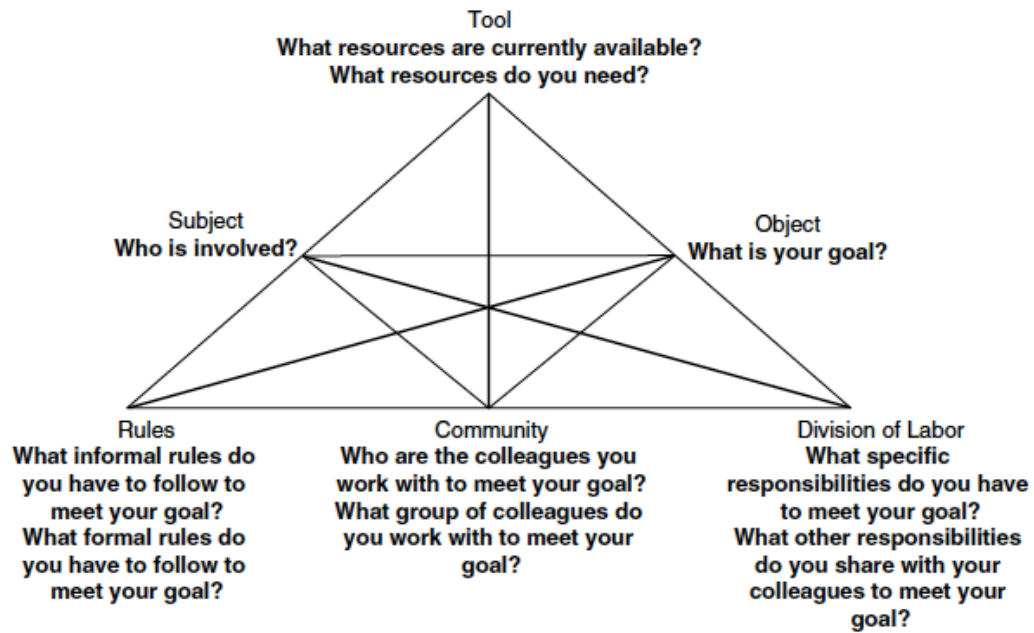 Tool
What resources are currently available?
What resources do you need?
Subject
Who is involved?
Object
What is your goal?
Rules
What informal rules do
you have to follow to
meet your goal?
What formal rules do
you have to follow to
meet your goal?
Community
Who are the colleagues you
work with to meet your goal?
What group of colleagues do
you work with to meet your
goal?
Division of Labor
What specific
responsibilities do you have
to meet your goal?
What other responsibilities
do you share with your
colleagues to meet your
goal?